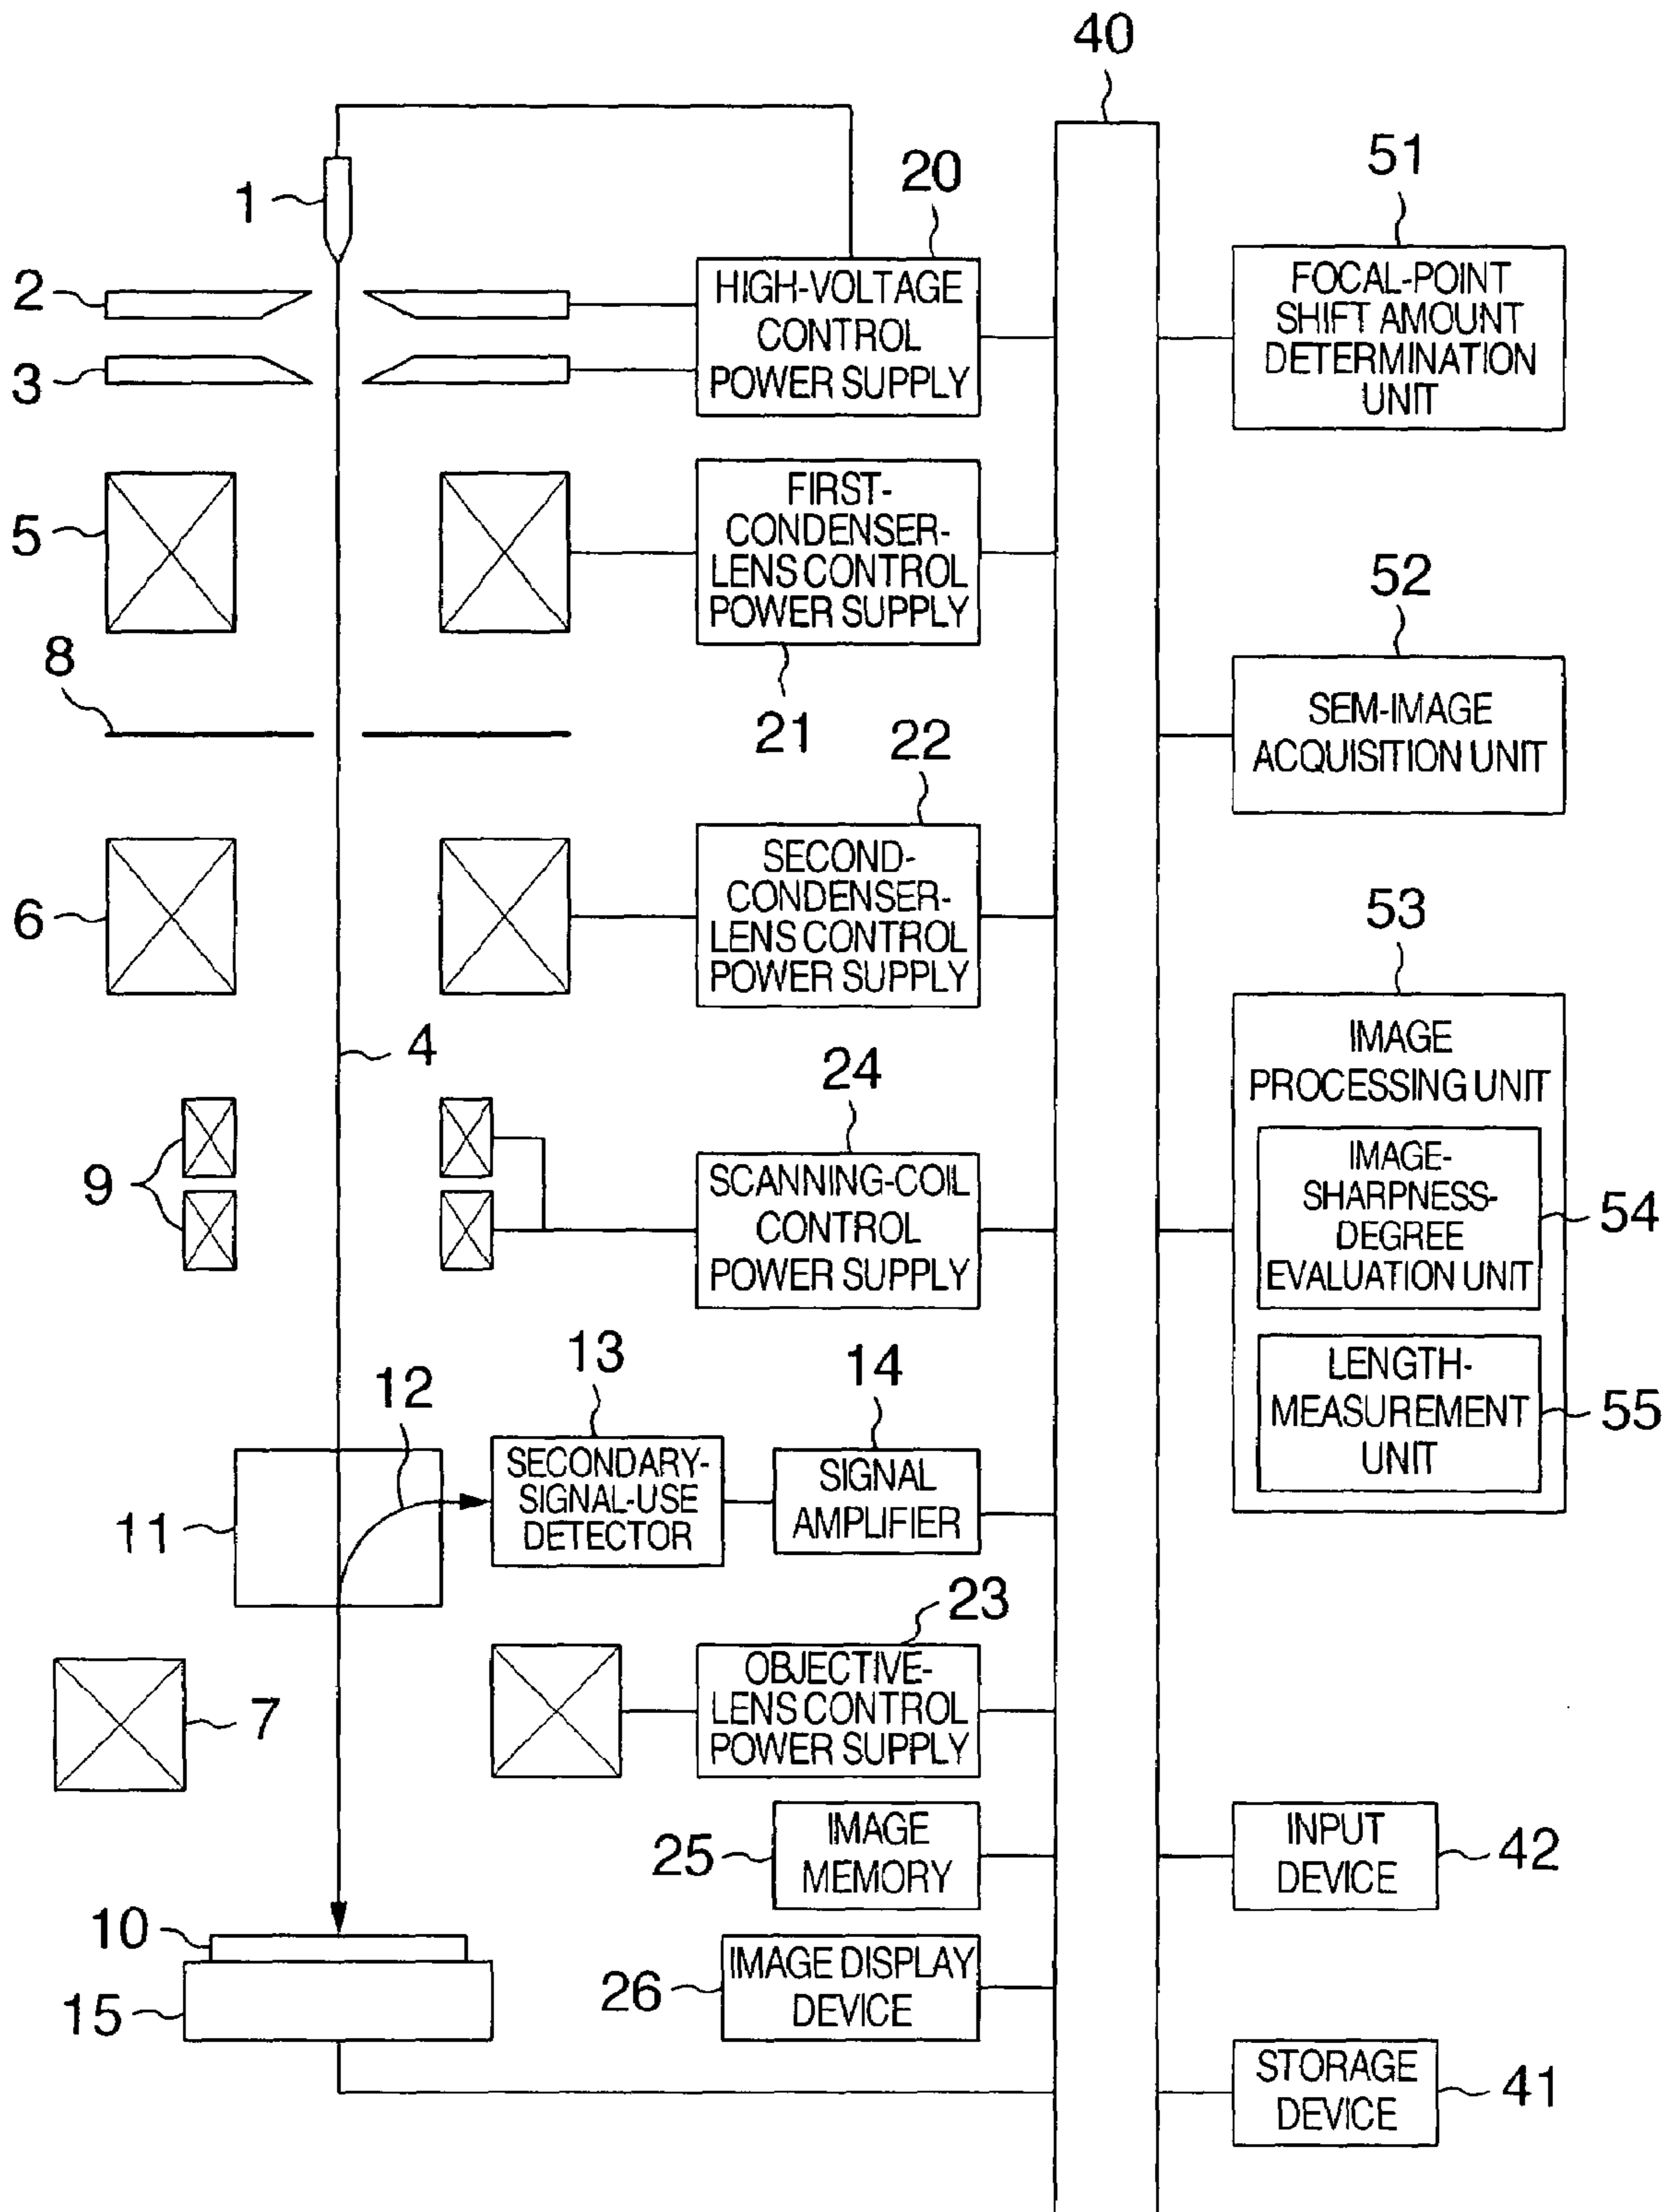 40
20
51
1
HIGH-VOLTAGE
CONTROL
POWER SUPPLY
FOCAL-POINT
SHIFT AMOUNT
DETERMINATION
UNIT
2
3
5
FIRST-
CONDENSER-
LENS CONTROL
POWER SUPPLY
21
52
SEM-IMAGE
ACQUISITION UNIT
8
22
6
SECOND-
CONDENSER-
LENS CONTROL
POWER SUPPLY
53
IMAGE
PROCESSING UNIT
4
24
9
SCANNING-COIL
CONTROL
POWER SUPPLY
IMAGE-
SHARPNESS-
DEGREE
EVALUATION UNIT
54
LENGTH-
MEASUREMENT
UNIT
55
12
13
14
11
SECONDARY-
SIGNAL-USE
DETECTOR
SIGNAL
AMPLIFIER
23
7
OBJECTIVE-
LENS CONTROL
POWER SUPPLY
25
IMAGE
MEMORY
INPUT
DEVICE
42
10
15
26
IMAGE DISPLAY
DEVICE
STORAGE
DEVICE
41